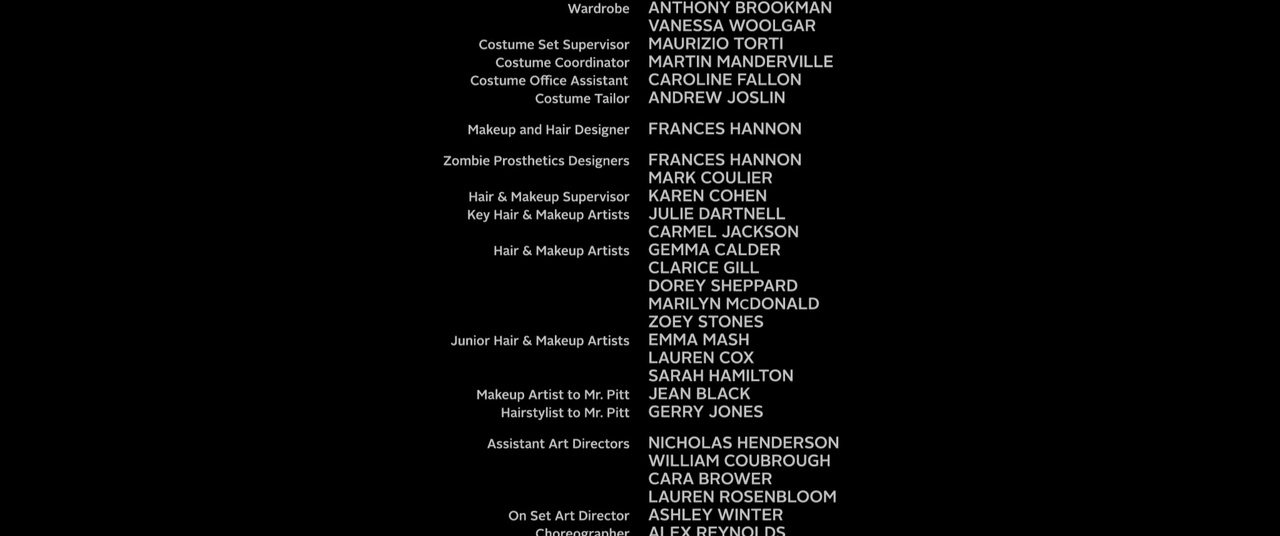 Wardrobe ANTHONY BROOKMAN
VANESSA WOOLGAR
Costume Set Supervisor MAURIZIO TORTI
Costume Coordinator MARTIN MANDERVILLE
Costume Office Assistant CAROLINE FALLON
Costume Tailor ANDREW JOSLIN
Makeup and Hair Designer FRANCES HANNON
Zombie Prosthetics Designers FRANCES HANNON
MARK COULIER
Hair & Makeup Supervisor KAREN COHEN
Key Hair & Makeup Artists JULIE DARTNELL
CARMEL JACKSON
Hair & Makeup Artists GEMMA CALDER
CLARICE GILL
DOREY SHEPPARD
MARILYN McDONALD
ZOEY STONES
Junior Hair & Makeup Artists EMMA MASH
LAUREN COX
SARAH HAMILTON
Makeup Artist to Mr. Pitt JEAN BLACK
Hairstylist to Mr. Pitt GERRY JONES
Assistant Art Directors NICHOLAS HENDERSON
WILLIAM COUBROUGH
CARA BROWER
LAUREN ROSENBLOOM
On Set Art Director ASHLEY WINTER
Choreographer ALEX REYNOLDS